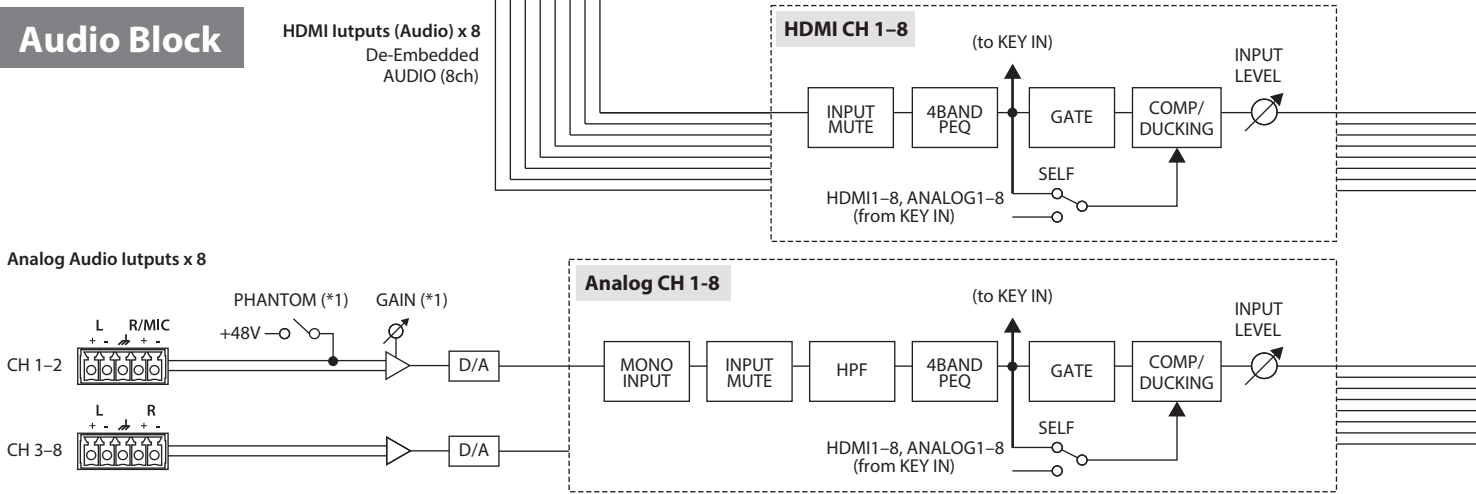 Audio Block
HDMI Iutputs (Audio) x 8
De-Embedded
AUDIO (8ch)
HDMI CH 1–8
(to KEY IN)
INPUT
LEVEL
INPUT
MUTE
4BAND
PEQ
GATE
COMP/
DUCKING
SELF
HDMI1–8, ANALOG1–8
(from KEY IN)
Analog Audio Iutputs x 8
Analog CH 1-8
(to KEY IN)
INPUT
LEVEL
PHANTOM (*1)
GAIN (*1)
+48V
L R/MIC
+ - + -
CH 1–2
D/A
MONO
INPUT
INPUT
MUTE
HPF
4BAND
PEQ
GATE
COMP/
DUCKING
L R
+ - + -
CH 3–8
D/A
SELF
HDMI1–8, ANALOG1–8
(from KEY IN)